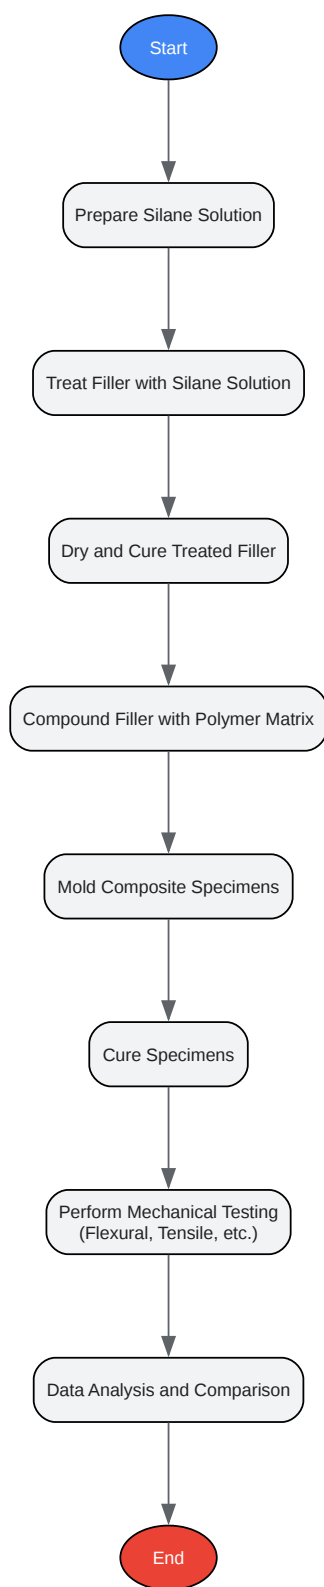 Start
Prepare Silane Solution
Treat Filler with Silane Solution
Dry and Cure Treated Filler
Compound Filler with Polymer Matrix
Mold Composite Specimens
Cure Specimens
Perform Mechanical Testing
(Flexural, Tensile, etc.)
Data Analysis and Comparison
End